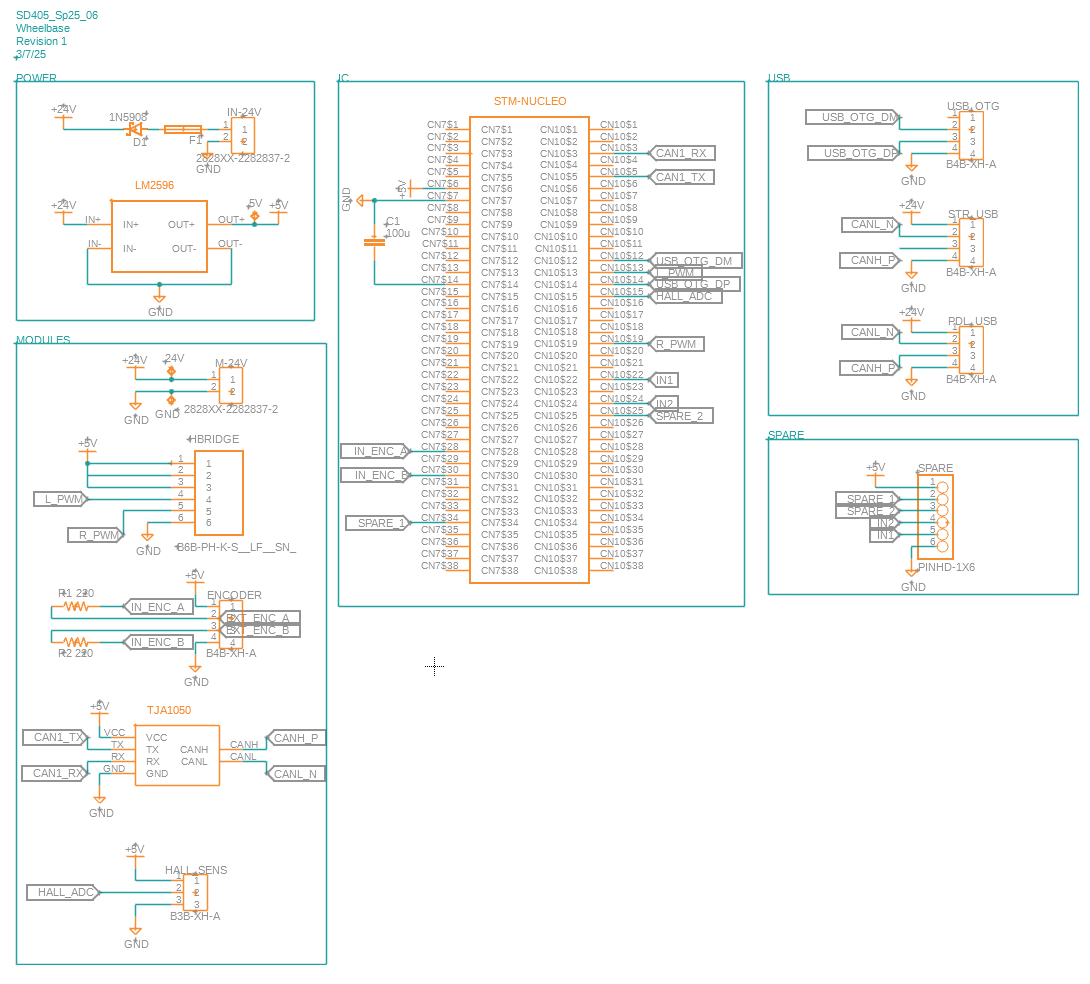 SD405_Sp25_06
Wheelbase
Revision 1
3/7/25
POWER
+24V
1N5908
D1
F1
IN-24V
1
2
1
2
2828XX-2282837-2
GND
LM2596
+24V
IN+
IN-
IN+
IN-
OUT+
OUT-
OUT+
OUT-
5V
+5V
GND
MODULES
+24V
24V
M-24V
1
2
1
2
GND
GND
2828XX-2282837-2
+5V
HBRIDGE
1
2
3
4
5
6
1
2
3
4
5
6
L_PWM
R_PWM
GND
B6B-PH-K-S__LF__SN_
+5V
R1 220
IN_ENC_A
ENCODER
1
2
3
4
1
4
EXT_ENC_A
EXT_ENC_B
IN_ENC_B
R2 220
B4B-XH-A
GND
TJA1050
+5V
CAN1_TX
CAN1_RX
VCC
TX
RX
GND
VCC
TX
RX
GND
CANH
CANL
CANH
CANL
CANH_P
CANL_N
GND
+5V
HALL_SENS
HALL_ADC
1
2
3
1
2
3
B3B-XH-A
GND
IC
STM-NUCLEO
CN7$1 CN7$1 CN10$1 CN10$1
CN7$2 CN7$2 CN10$2 CN10$2
CN7$3 CN7$3 CN10$3 CN10$3 CAN1_RX
CN7$4 CN7$4 CN10$4 CN10$4
CN7$5 CN7$5 CN10$5 CN10$5 CAN1_TX
CN7$6 CN7$6 CN10$6 CN10$6
CN7$7 CN7$7 CN10$7 CN10$7
CN7$8 CN7$8 CN10$8 CN10$8
CN7$9 CN7$9 CN10$9 CN10$9
CN7$10 CN7$10 CN10$10 CN10$10
CN7$11 CN7$11 CN10$11 CN10$11
CN7$12 CN7$12 CN10$12 CN10$12 USB_OTG_DM
CN7$13 CN7$13 CN10$13 CN10$13 L_PWM
CN7$14 CN7$14 CN10$14 CN10$14 USB_OTG_DP
CN7$15 CN7$15 CN10$15 CN10$15 HALL_ADC
CN7$16 CN7$16 CN10$16 CN10$16
CN7$17 CN7$17 CN10$17 CN10$17
CN7$18 CN7$18 CN10$18 CN10$18
CN7$19 CN7$19 CN10$19 CN10$19 R_PWM
CN7$20 CN7$20 CN10$20 CN10$20
CN7$21 CN7$21 CN10$21 CN10$21
CN7$22 CN7$22 CN10$22 CN10$22 IN1
CN7$23 CN7$23 CN10$23 CN10$23
CN7$24 CN7$24 CN10$24 CN10$24 IN2
CN7$25 CN7$25 CN10$25 CN10$25 SPARE_2
CN7$26 CN7$26 CN10$26 CN10$26
CN7$27 CN7$27 CN10$27 CN10$27
IN_ENC_A CN7$28 CN7$28 CN10$28 CN10$28
CN7$29 CN7$29 CN10$29 CN10$29
IN_ENC_B CN7$30 CN7$30 CN10$30 CN10$30
CN7$31 CN7$31 CN10$31 CN10$31
CN7$32 CN7$32 CN10$32 CN10$32
CN7$33 CN7$33 CN10$33 CN10$33
SPARE_1 CN7$34 CN7$34 CN10$34 CN10$34
CN7$35 CN7$35 CN10$35 CN10$35
CN7$36 CN7$36 CN10$36 CN10$36
CN7$37 CN7$37 CN10$37 CN10$37
CN7$38 CN7$38 CN10$38 CN10$38
GND
+5V
C1
100u
USB
USB_OTG
USB_OTG_DM
USB_OTG_DP
1
2
3
4
1
2
3
4
B4B-XH-A
GND
+24V
STR_USB
CANL_N
CANH_P
1
2
3
4
1
2
3
4
B4B-XH-A
GND
+24V
PDL_USB
CANL_N
CANH_P
1
2
3
4
1
2
3
4
B4B-XH-A
GND
SPARE
+5V
SPARE
SPARE_1
SPARE_2
IN2
IN1
1
2
3
4
5
6
PINHD-1X6
GND